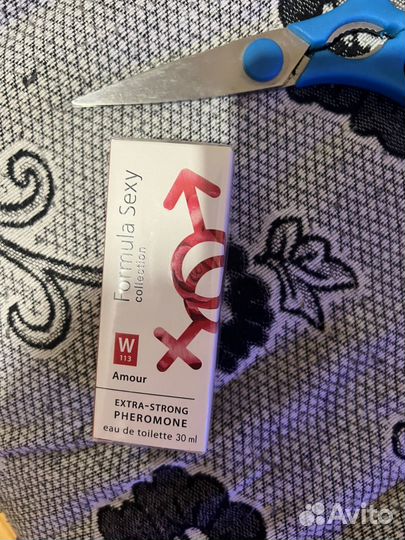 Formula Sexy
collection
W
113
Amour
EXTRA-STRONG
PHEROMONE
eau de toilette 30 ml
Avito